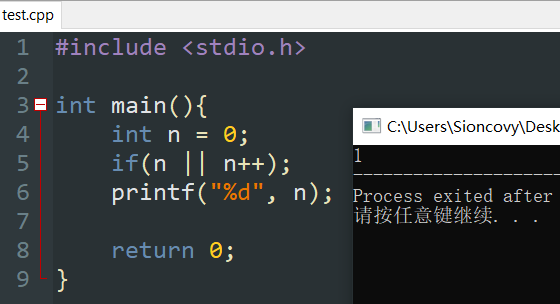 test.cpp
1 #include <stdio.h>
2
3 int main(){
4     int n = 0;
5     if(n || n++);
6     printf("%d", n);
7
8     return 0;
9 }
C:\Users\Sioncovy\Desk
1
--------------------
Process exited after
请按任意键继续. . .